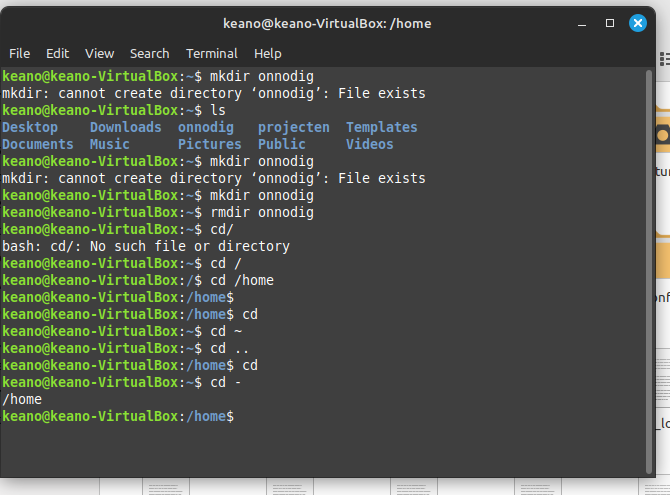 keano@keano-VirtualBox: /home
File Edit View Search Terminal Help
keano@keano-VirtualBox:~$ mkdir onnodig
mkdir: cannot create directory ‘onnodig’: File exists
keano@keano-VirtualBox:~$ ls
Desktop Downloads onnodig projecten Templates
Documents Music Pictures Public Videos
keano@keano-VirtualBox:~$ mkdir onnodig
mkdir: cannot create directory ‘onnodig’: File exists
keano@keano-VirtualBox:~$ mkdir onnodig
keano@keano-VirtualBox:~$ rmdir onnodig
keano@keano-VirtualBox:~$ cd/
bash: cd/: No such file or directory
keano@keano-VirtualBox:~$ cd /
keano@keano-VirtualBox:/$ cd /home
keano@keano-VirtualBox:/home$
keano@keano-VirtualBox:/home$ cd
keano@keano-VirtualBox:~$ cd ~
keano@keano-VirtualBox:~$ cd ..
keano@keano-VirtualBox:/home$ cd
keano@keano-VirtualBox:~$ cd -
/home
keano@keano-VirtualBox:/home$